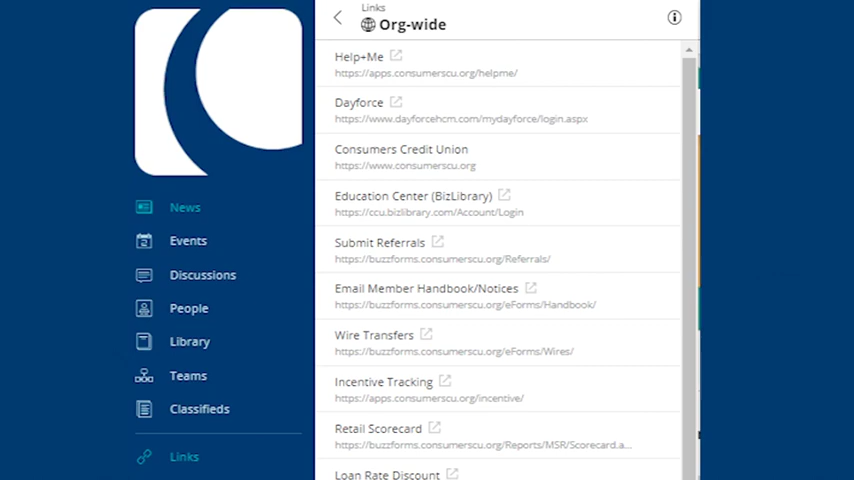 News
Events
Discussions
People
Library
Teams
Classifieds
Links
Links
Org-wide
Help+Me
https://apps.consumerscu.org/helpme/
Dayforce
https://www.dayforcehcm.com/mydayforce/login.aspx
Consumers Credit Union
https://www.consumerscu.org
Education Center (BizLibrary)
https://ccu.bizlibrary.com/Account/Login
Submit Referrals
https://buzzforms.consumerscu.org/Referrals/
Email Member Handbook/Notices
https://buzzforms.consumerscu.org/eForms/Handbook/
Wire Transfers
https://buzzforms.consumerscu.org/eForms/Wires/
Incentive Tracking
https://apps.consumerscu.org/incentive/
Retail Scorecard
https://buzzforms.consumerscu.org/Reports/MSR/Scorecard.a...
Loan Rate Discount